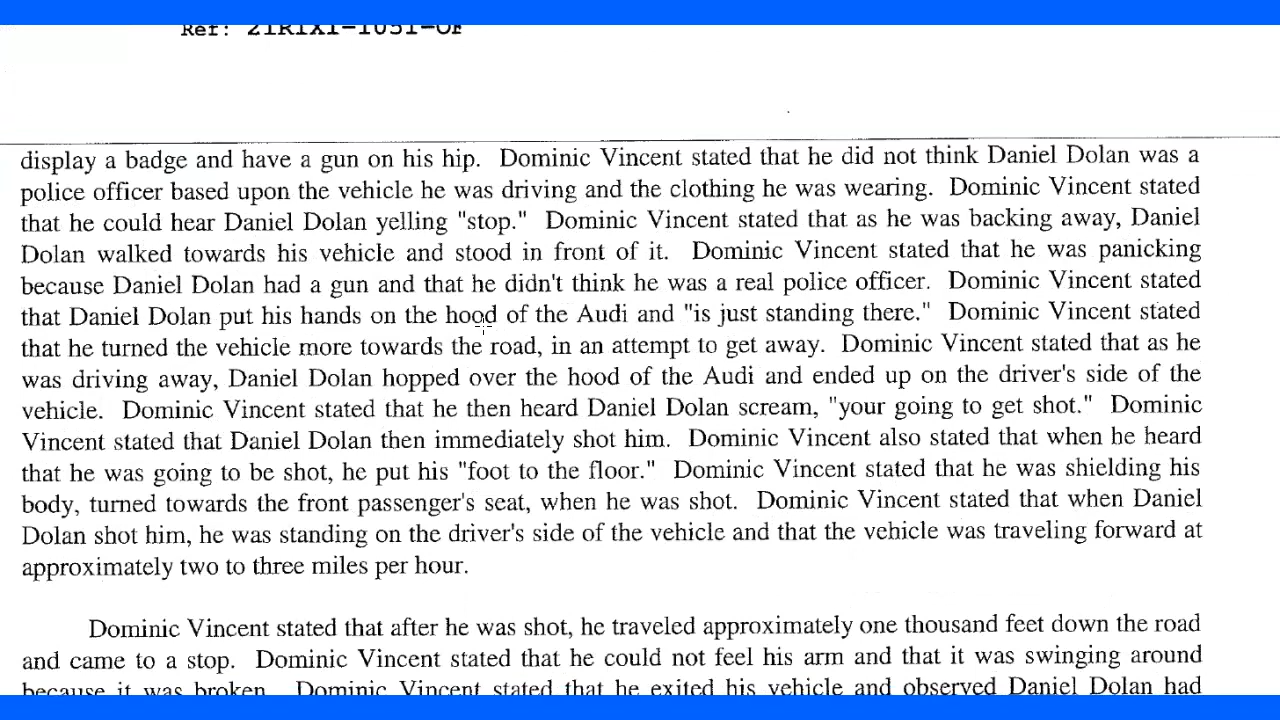 display a badge and have a gun on his hip. Dominic Vincent stated that he did not think Daniel Dolan was a
police officer based upon the vehicle he was driving and the clothing he was wearing. Dominic Vincent stated
that he could hear Daniel Dolan yelling "stop." Dominic Vincent stated that as he was backing away, Daniel
Dolan walked towards his vehicle and stood in front of it. Dominic Vincent stated that he was panicking
because Daniel Dolan had a gun and that he didn't think he was a real police officer. Dominic Vincent stated
that Daniel Dolan put his hands on the hood of the Audi and "is just standing there." Dominic Vincent stated
that he turned the vehicle more towards the road, in an attempt to get away. Dominic Vincent stated that as he
was driving away, Daniel Dolan hopped over the hood of the Audi and ended up on the driver's side of the
vehicle. Dominic Vincent stated that he then heard Daniel Dolan scream, "your going to get shot." Dominic
Vincent stated that Daniel Dolan then immediately shot him. Dominic Vincent also stated that when he heard
that he was going to be shot, he put his "foot to the floor." Dominic Vincent stated that he was shielding his
body, turned towards the front passenger's seat, when he was shot. Dominic Vincent stated that when Daniel
Dolan shot him, he was standing on the driver's side of the vehicle and that the vehicle was traveling forward at
approximately two to three miles per hour.
Dominic Vincent stated that after he was shot, he traveled approximately one thousand feet down the road
and came to a stop. Dominic Vincent stated that he could not feel his arm and that it was swinging around
because it was broken. Dominic Vincent stated that he exited his vehicle and observed Daniel Dolan had